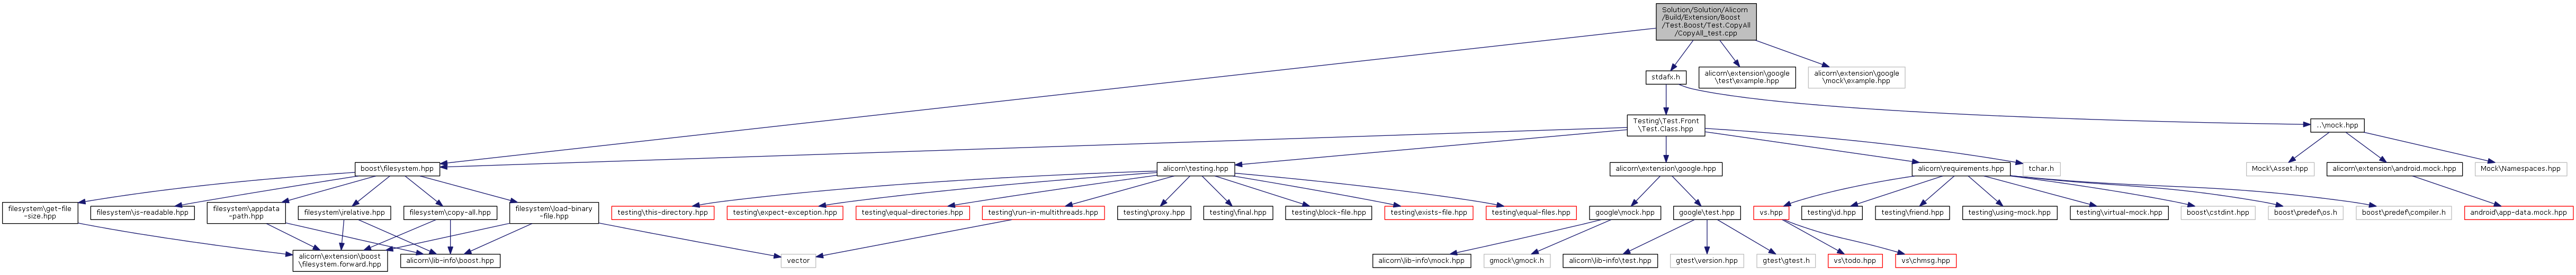 Solution/Solution/Alicorn
/Build/Extension/Boost
/Test.Boost/Test.CopyAll
/CopyAll_test.cpp
stdafx.h
alicorn\extension\google
\test\example.hpp
alicorn\extension\google
\mock\example.hpp
Testing\Test.Front
\Test.Class.hpp
..\mock.hpp
boost\filesystem.hpp
alicorn\testing.hpp
alicorn\extension\google.hpp
alicorn\requirements.hpp
tchar.h
Mock\Asset.hpp
alicorn\extension\android.mock.hpp
Mock\Namespaces.hpp
filesystem\get-file
-size.hpp
filesystem\is-readable.hpp
filesystem\appdata
-path.hpp
filesystem\relative.hpp
filesystem\copy-all.hpp
filesystem\load-binary
-file.hpp
testing\this-directory.hpp
testing\expect-exception.hpp
testing\equal-directories.hpp
testing\run-in-multithreads.hpp
testing\proxy.hpp
testing\final.hpp
testing\block-file.hpp
testing\exists-file.hpp
testing\equal-files.hpp
google\mock.hpp
google\test.hpp
vs.hpp
testing\id.hpp
testing\friend.hpp
testing\using-mock.hpp
testing\virtual-mock.hpp
boost\cstdint.hpp
boost\predef\os.h
boost\predef\compiler.h
android\app-data.mock.hpp
alicorn\extension\boost
\filesystem.forward.hpp
alicorn\lib-info\boost.hpp
vector
alicorn\lib-info\mock.hpp
gmock\gmock.h
alicorn\lib-info\test.hpp
gtest\version.hpp
gtest\gtest.h
vs\todo.hpp
vs\chmsg.hpp